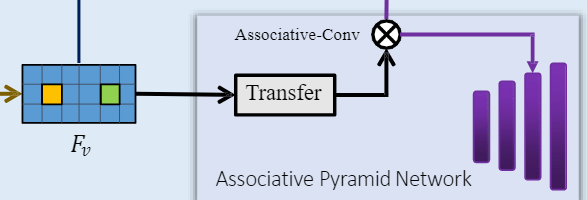 Associative-Conv
Transfer
F_v
Associative Pyramid Network